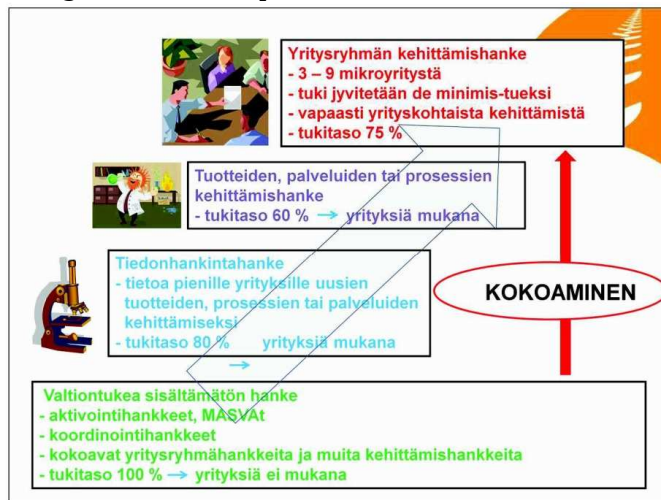 Yritysryhmän kehittämishanke
- 3 – 9 mikroyritystä
- tuki jyvitetään de minimis-tueksi
- vapaasti yrityskohtaista kehittämistä
- tukitaso 75 %
Tuotteiden, palveluiden tai prosessien
kehittämishanke
- tukitaso 60 % → yrityksiä mukana
Tiedonhankintahanke
- tietoa pienille yrityksille uusien
tuotteiden, prosessien tai palveluiden
kehittämiseksi
- tukitaso 80 % yrityksiä mukana
→
KOKOAMINEN
Valtiontukea sisältämätön hanke
- aktivointihankkeet, MASVAt
- koordinointihankkeet
- kokoavat yritysryhmähankkeita ja muita kehittämishankkeita
- tukitaso 100 % → yrityksiä ei mukana